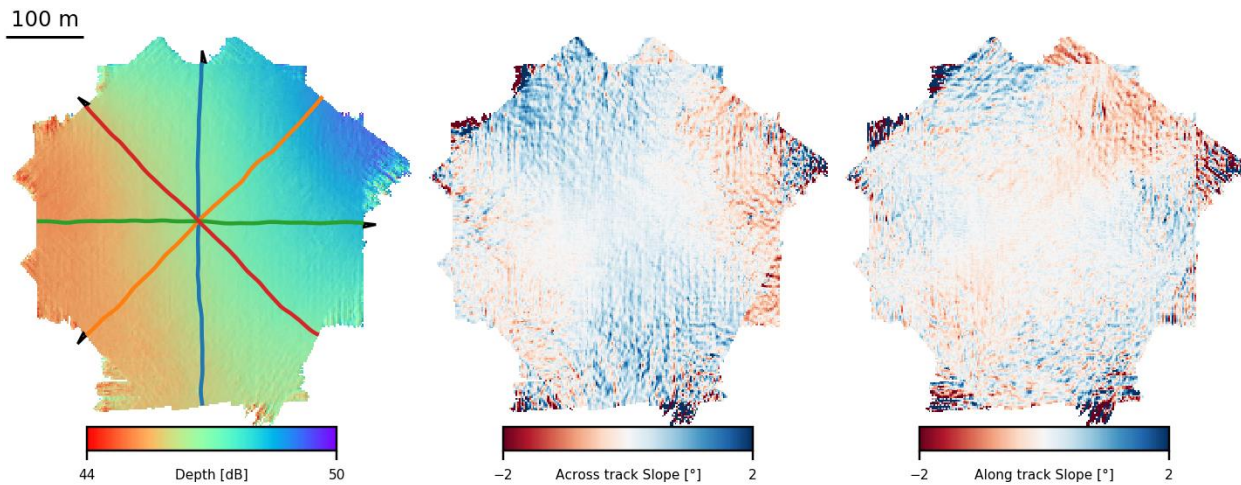 100 m
44 Depth [dB] 50
−2 Across track Slope [°] 2
−2 Along track Slope [°] 2